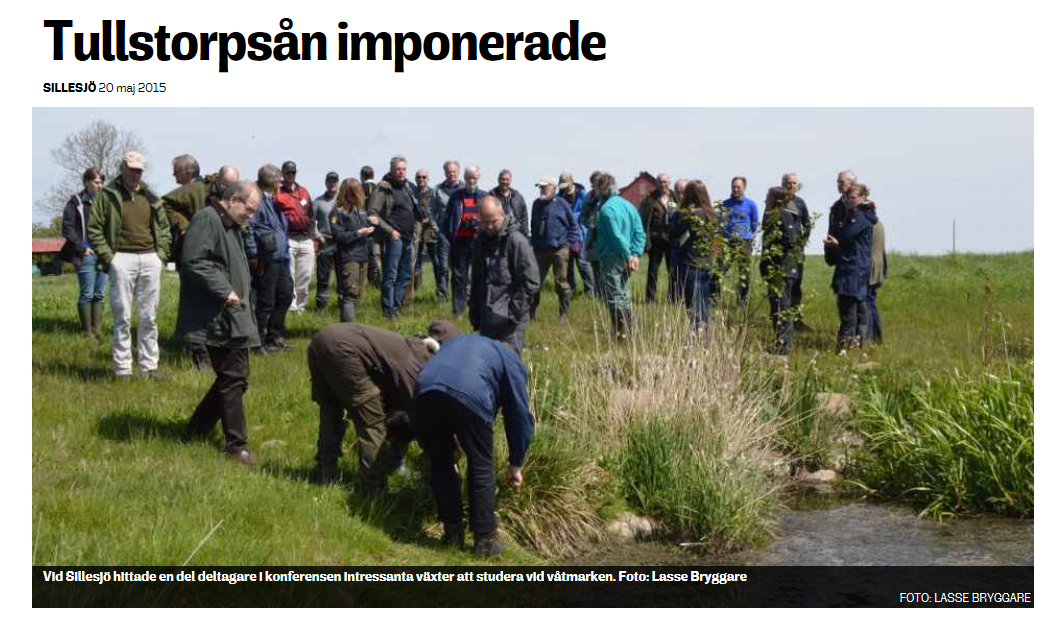 Tullstorpsån imponerade
SILLESJÖ 20 maj 2015
Vid Sillesjö hittade en del deltagare i konferensen intressanta växter att studera vid våtmarken. Foto: Lasse Bryggare
FOTO: LASSE BRYGGARE